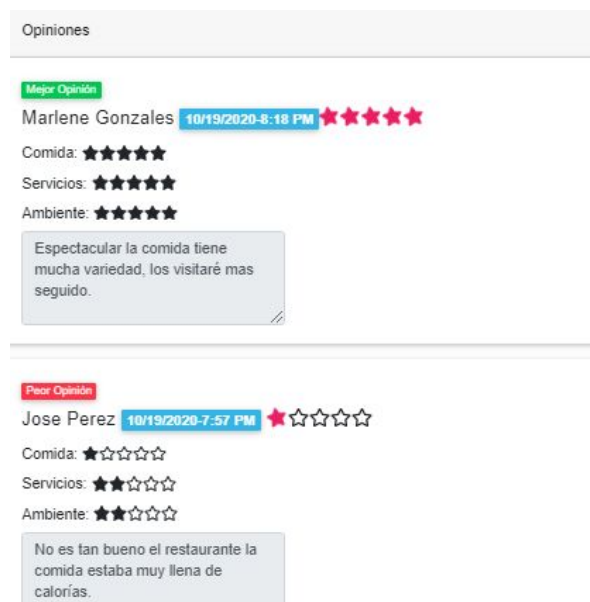 Opiniones
Mejor Opinión
Marlene Gonzales 10/19/2020-8:18 PM
Comida:
Servicios:
Ambiente:
Espectacular la comida tiene
mucha variedad, los visitaré mas
seguido.
Peor Opinión
Jose Perez 10/19/2020-7:57 PM
Comida:
Servicios:
Ambiente:
No es tan bueno el restaurante la
comida estaba muy llena de
calorías.